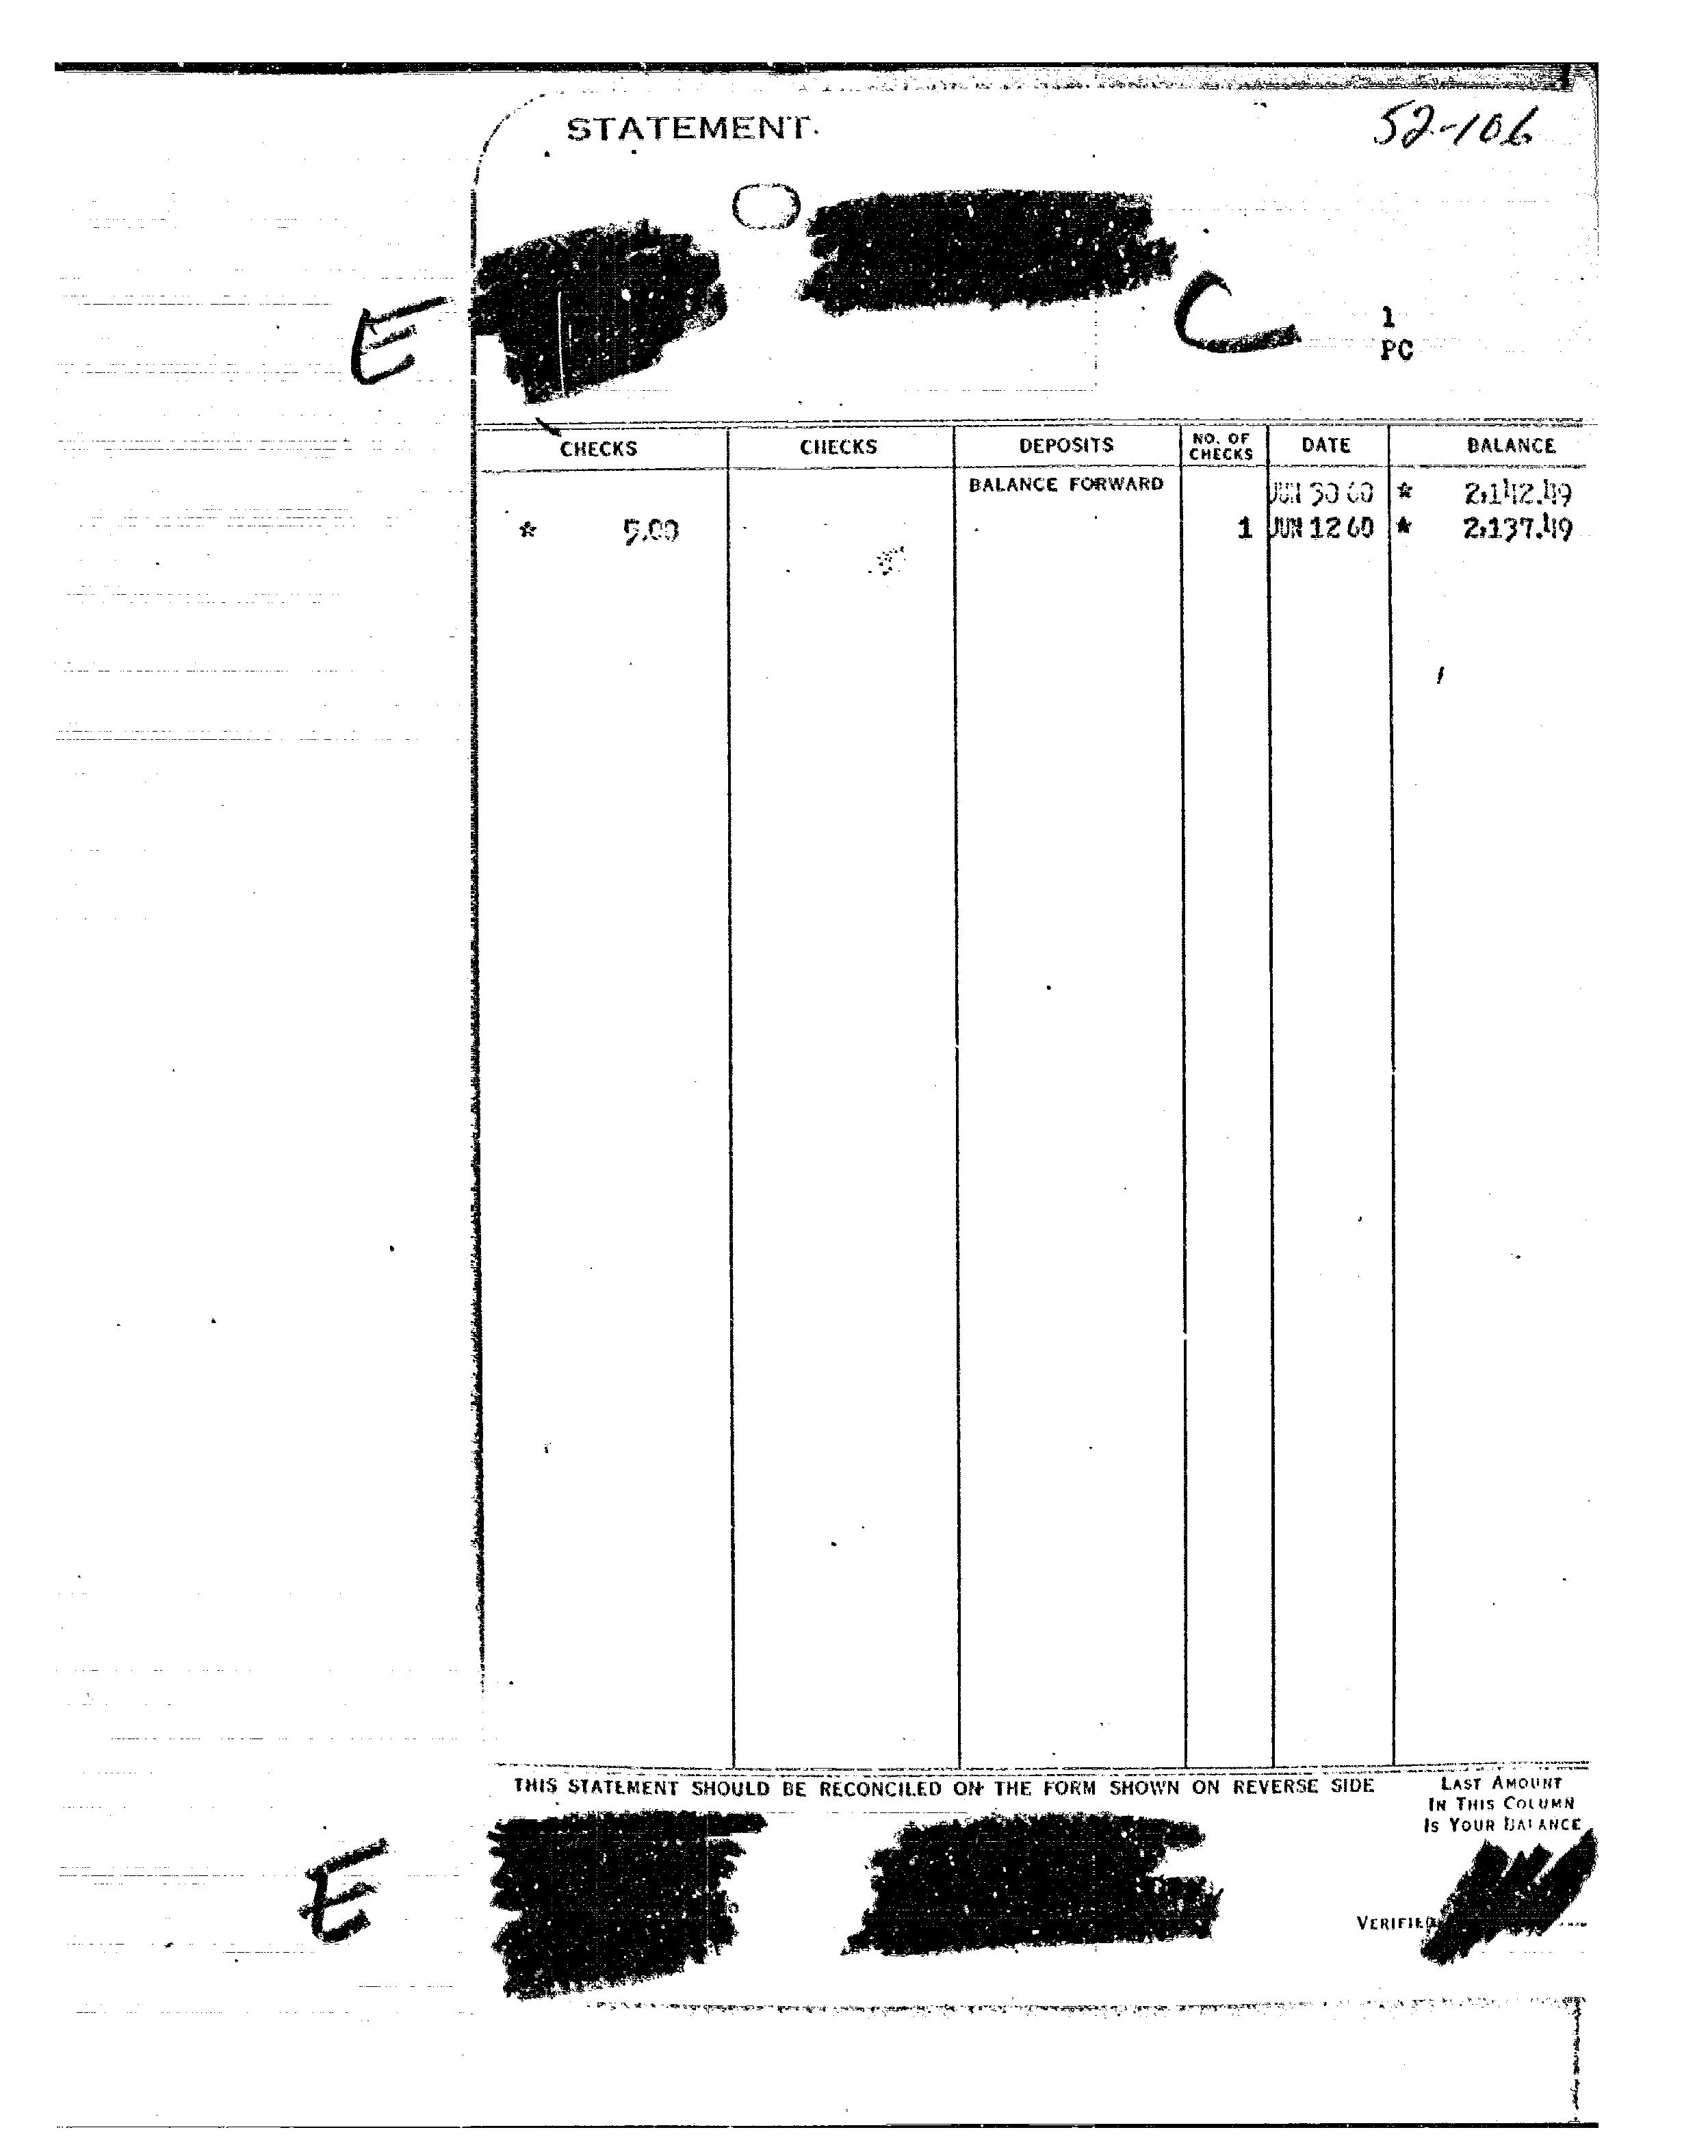 STATEMENT.
52-106
E
C
1
PC
CHECKS CHECKS DEPOSITS NO. OF CHECKS DATE BALANCE
BALANCE FORWARD JUN 30 60 * 2,142.49
* 5.00 1 JUN 12 60 * 2,137.49
THIS STATEMENT SHOULD BE RECONCILED ON THE FORM SHOWN ON REVERSE SIDE
LAST AMOUNT
IN THIS COLUMN
IS YOUR BALANCE
E